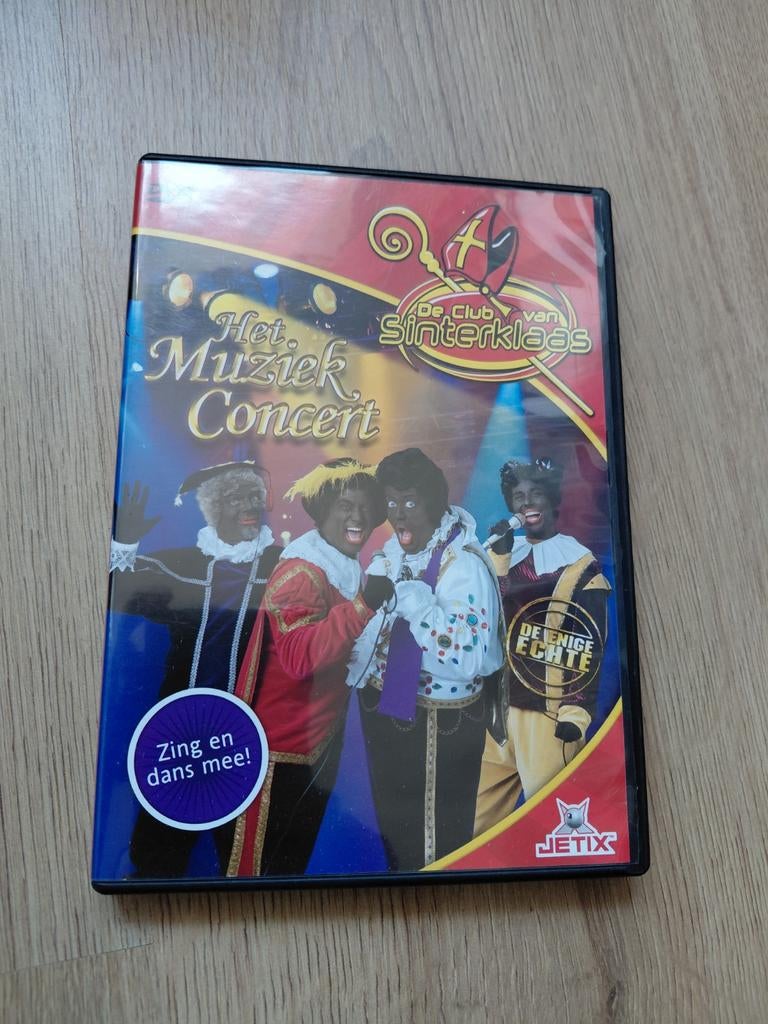 De Club van
Sinterklaas
Het
Muziek
Concert
DE ENIGE
ECHTE
Zing en
dans mee!
JETIX